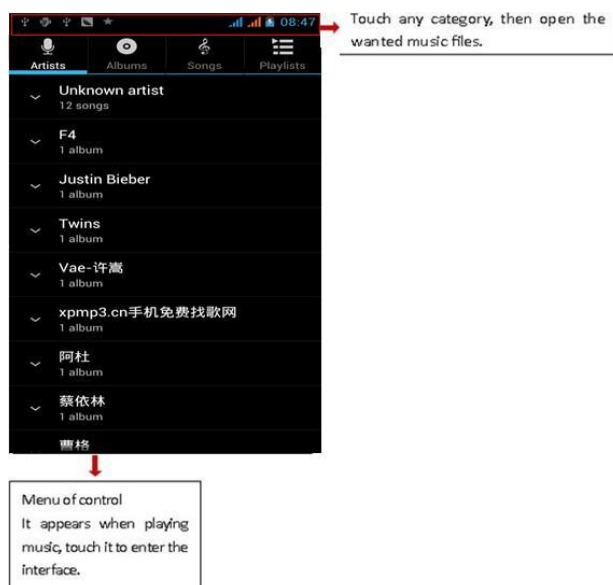 08:47
Touch any category, then open the
wanted music files.
Artists Albums Songs Playlists
Unknown artist
12 songs
F4
1 album
Justin Bieber
1 album
Twins
1 album
Vae-许嵩
1 album
xpmp3.cn手机免费找歌网
1 album
阿杜
1 album
蔡依林
1 album
曹格
Menu of control
It appears when playing
music, touch it to enter the
interface.